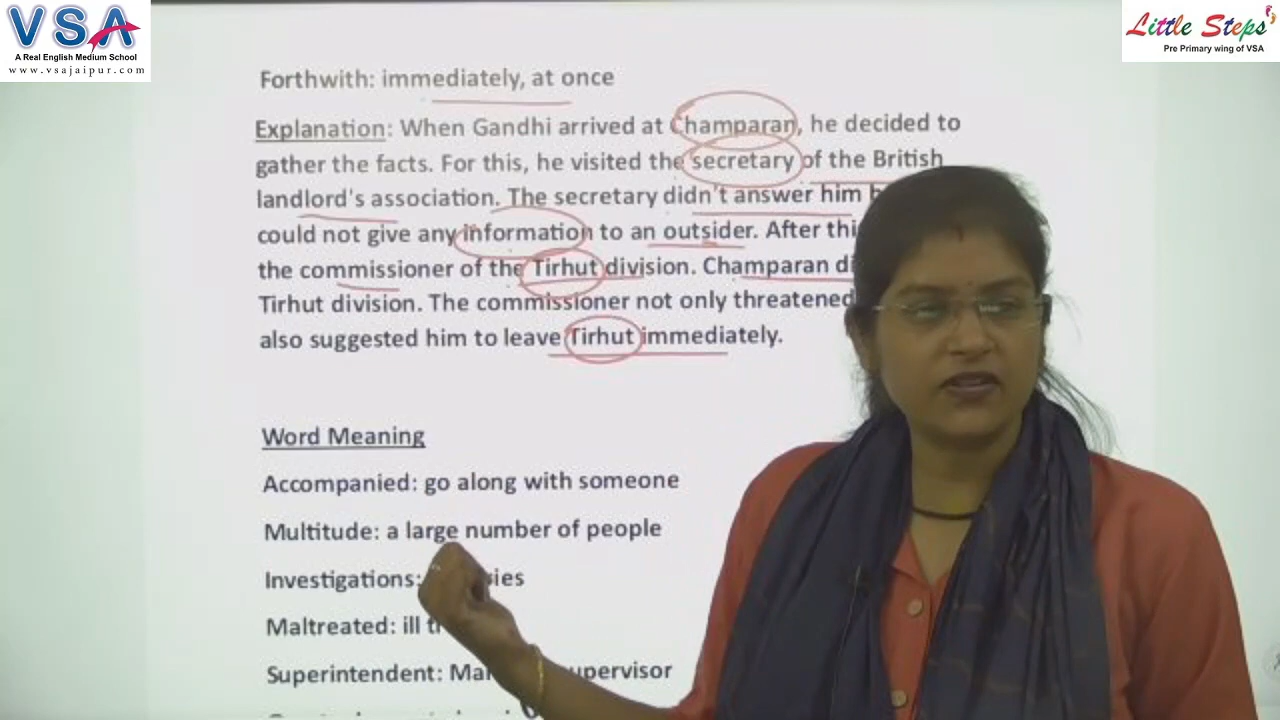 VSA
A Real English Medium School
www.vsajaipur.com
Little Steps
Pre Primary wing of VSA
Forthwith: immediately, at once
Explanation: When Gandhi arrived at Champaran, he decided to
gather the facts. For this, he visited the secretary of the British
landlord's association. The secretary didn't answer him
could not give any information to an outsider. After
the commissioner of the Tirhut division. Champaran
Tirhut division. The commissioner not only threatened
also suggested him to leave Tirhut immediately.
Word Meaning
Accompanied: go along with someone
Multitude: a large number of people
Investigations:
Maltreated: ill
Superintendent: